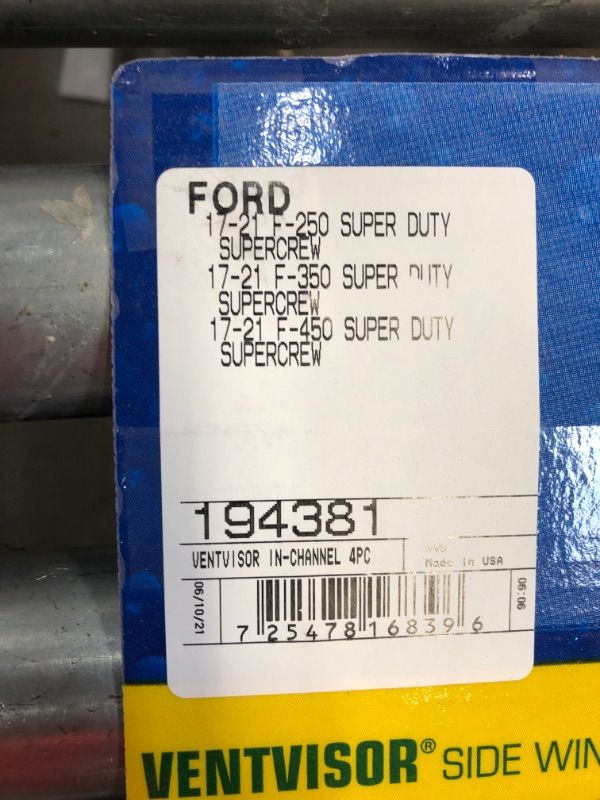 FORD
17-21 F-250 SUPER DUTY
SUPERCREW
17-21 F-350 SUPER DUTY
SUPERCREW
17-21 F-450 SUPER DUTY
SUPERCREW
194381
VENTVISOR IN-CHANNEL 4PC
Made in USA
06/10/21
06:06
7 25478 16839 6
VENTVISOR® SIDE WIN